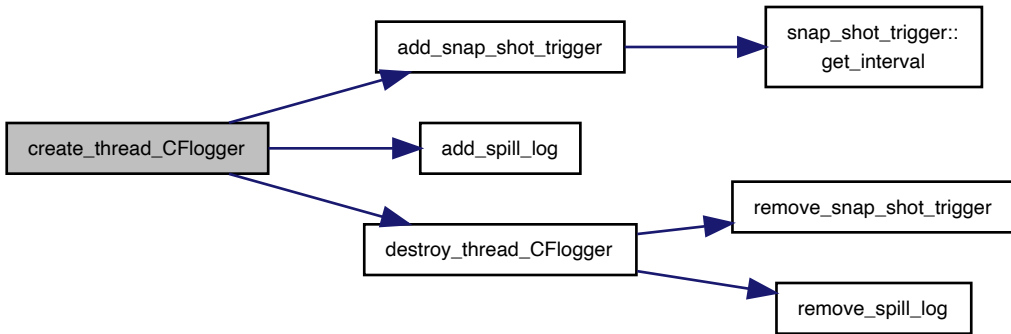 add_snap_shot_trigger
snap_shot_trigger::
get_interval
create_thread_CFlogger
add_spill_log
destroy_thread_CFlogger
remove_snap_shot_trigger
remove_spill_log